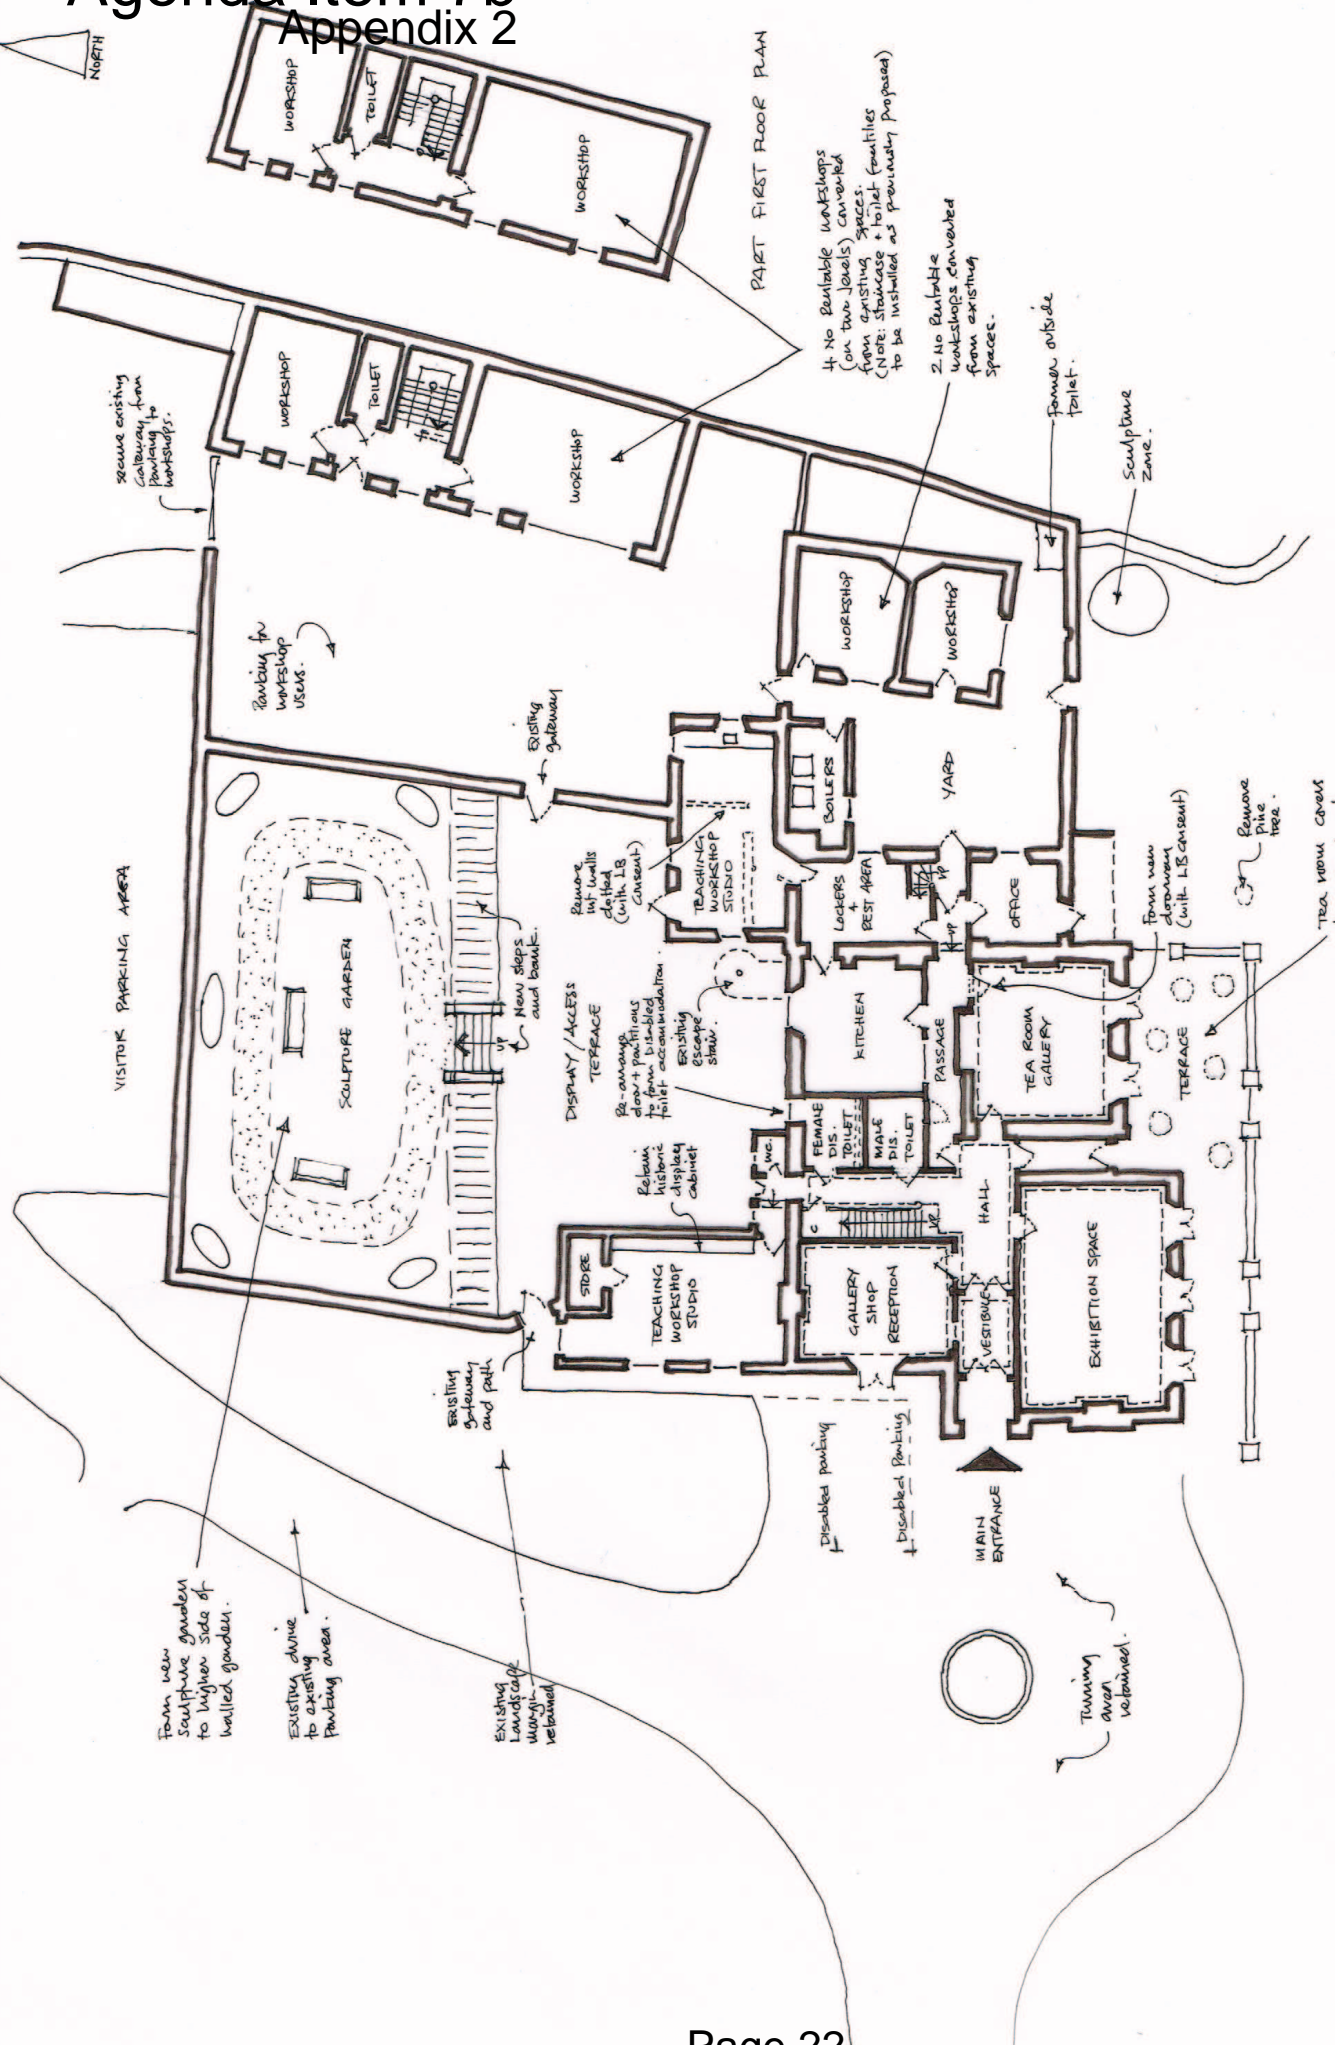 Appendix 2
NORTH
WORKSHOP
TOILET
WORKSHOP
PART FIRST FLOOR PLAN
4 No Rentable workshops
(on two levels) converted
from existing spaces.
(Note: staircase + toilet facilities
to be installed as previously proposed)
2 No Rentable
workshops converted
from existing
spaces.
Former outside
toilet.
Sculpture
zone.
secure existing
Gateway from
Parking to
workshops.
WORKSHOP
TOILET
WORKSHOP
Parking for
workshop
users.
Existing
gateway
WORKSHOP
WORKSHOP
YARD
BOILERS
VISITOR PARKING AREA
SCULPTURE GARDEN
UP
New steps
and bank.
DISPLAY/ACCESS
TERRACE
Remove
int walls
dotted
(with LB
consent)
TEACHING
WORKSHOP
STUDIO
LOCKERS
+
REST AREA
UP
UP
OFFICE
Form new
doorway
(with LB consent)
Remove
Pine
tree.
Tea room covers
Re-arrange
door + partitions
to form Disabled
toilet accommodation.
Existing
escape
stair.
KITCHEN
PASSAGE
TEA ROOM
GALLERY
TERRACE
Retain
historic
display
cabinet
W.C.
FEMALE
DIS.
TOILET
MALE
DIS.
TOILET
HALL
C
UP
STORE
TEACHING
WORKSHOP
STUDIO
GALLERY
SHOP
RECEPTION
VESTIBULE
EXHIBITION SPACE
Existing
gateway
and path
Disabled parking
Disabled Parking
MAIN
ENTRANCE
Form new
sculpture garden
to higher side of
walled garden.
Existing drive
to existing
Parking area.
Existing
Landscape
margin
retained
Turning
area
retained.